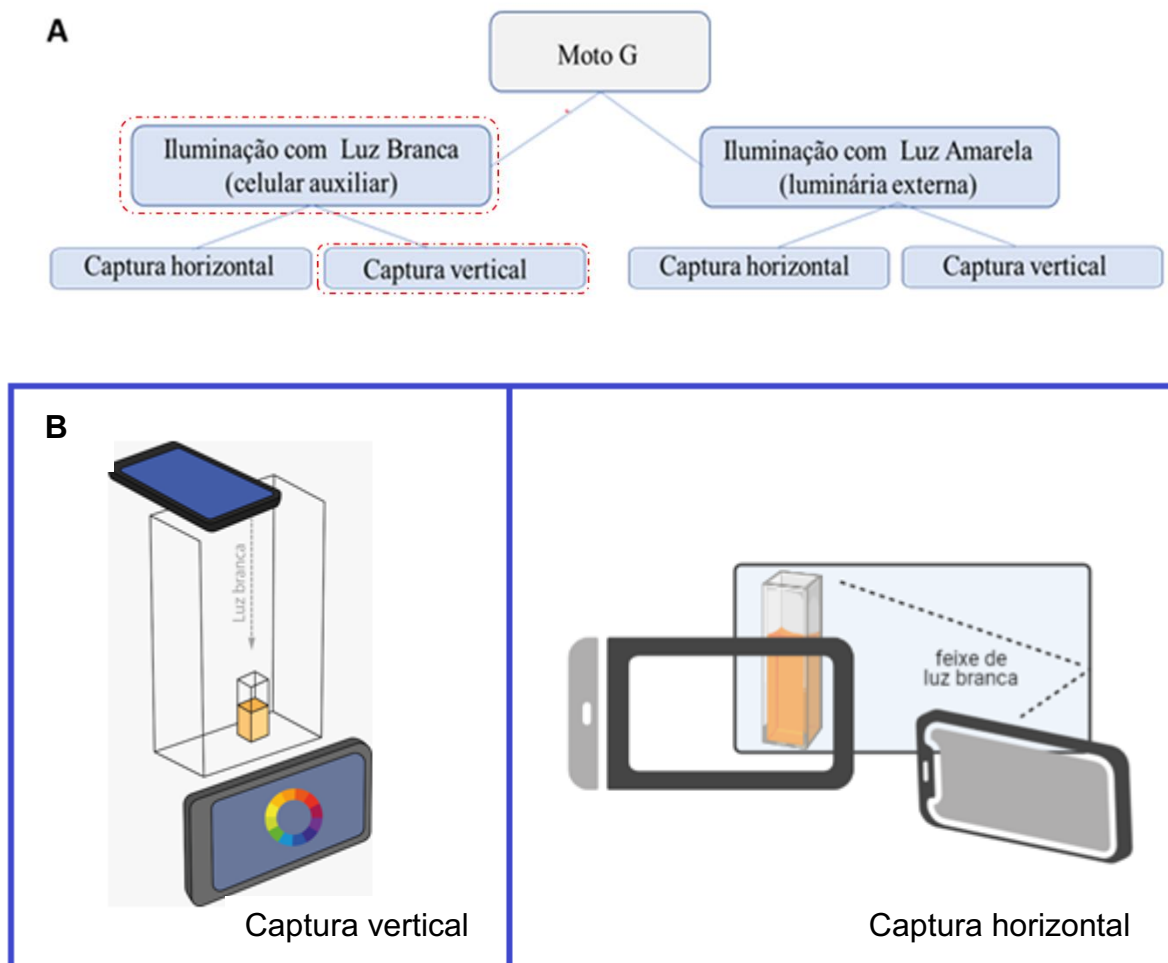 A
Moto G
Iluminação com Luz Branca
(celular auxiliar)
Iluminação com Luz Amarela
(luminária externa)
Captura horizontal
Captura vertical
Captura horizontal
Captura vertical
B
Luz branca
Captura vertical
feixe de
luz branca
Captura horizontal